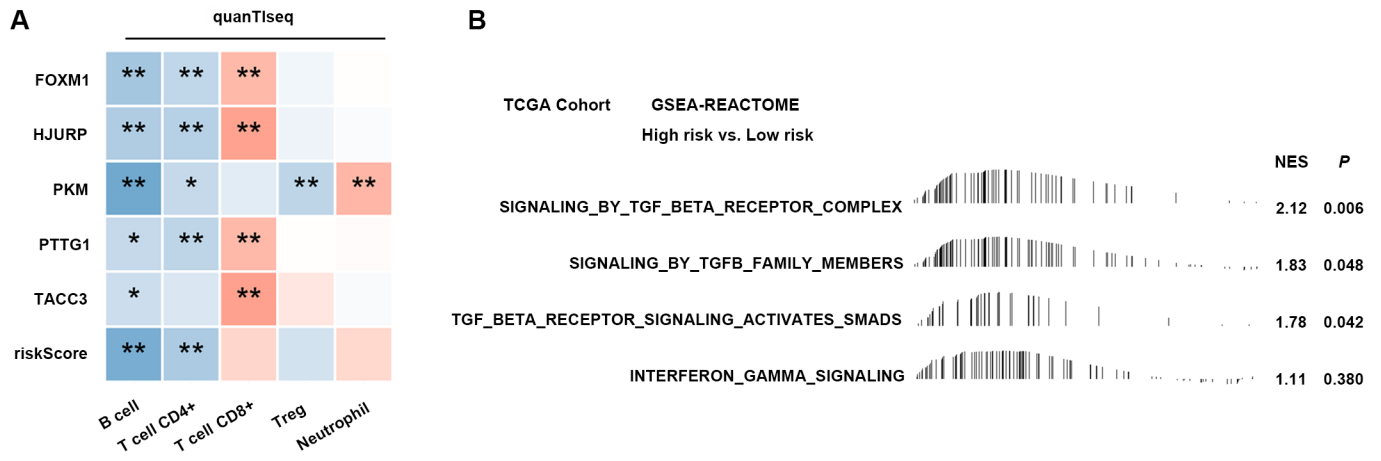 A
quanTIseq
FOXM1 ** ** **
HJURP ** ** **
PKM ** * ** **
PTTG1 * ** **
TACC3 * **
riskScore ** **
B cell
T cell CD4+
T cell CD8+
Treg
Neutrophil
B
TCGA Cohort GSEA-REACTOME
High risk vs. Low risk
NES P
SIGNALING_BY_TGF_BETA_RECEPTOR_COMPLEX 2.12 0.006
SIGNALING_BY_TGFB_FAMILY_MEMBERS 1.83 0.048
TGF_BETA_RECEPTOR_SIGNALING_ACTIVATES_SMADS 1.78 0.042
INTERFERON_GAMMA_SIGNALING 1.11 0.380